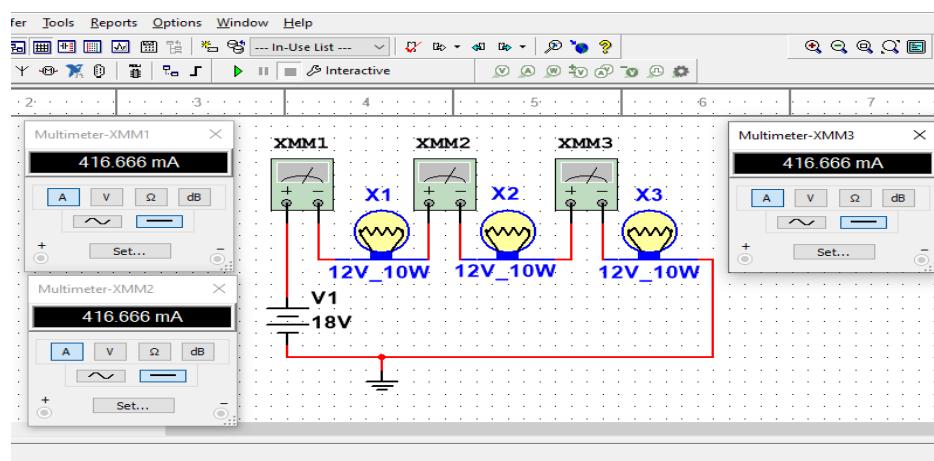 fer Tools Reports Options Window Help
--- In-Use List ---
Interactive
2 3 4 5 6 7
Multimeter-XMM1
416.666 mA
A V Ω dB
+ Set... −
Multimeter-XMM2
416.666 mA
A V Ω dB
+ Set... −
XMM1 XMM2 XMM3
X1 X2 X3
12V_10W 12V_10W 12V_10W
V1
18V
Multimeter-XMM3
416.666 mA
A V Ω dB
+ Set... −